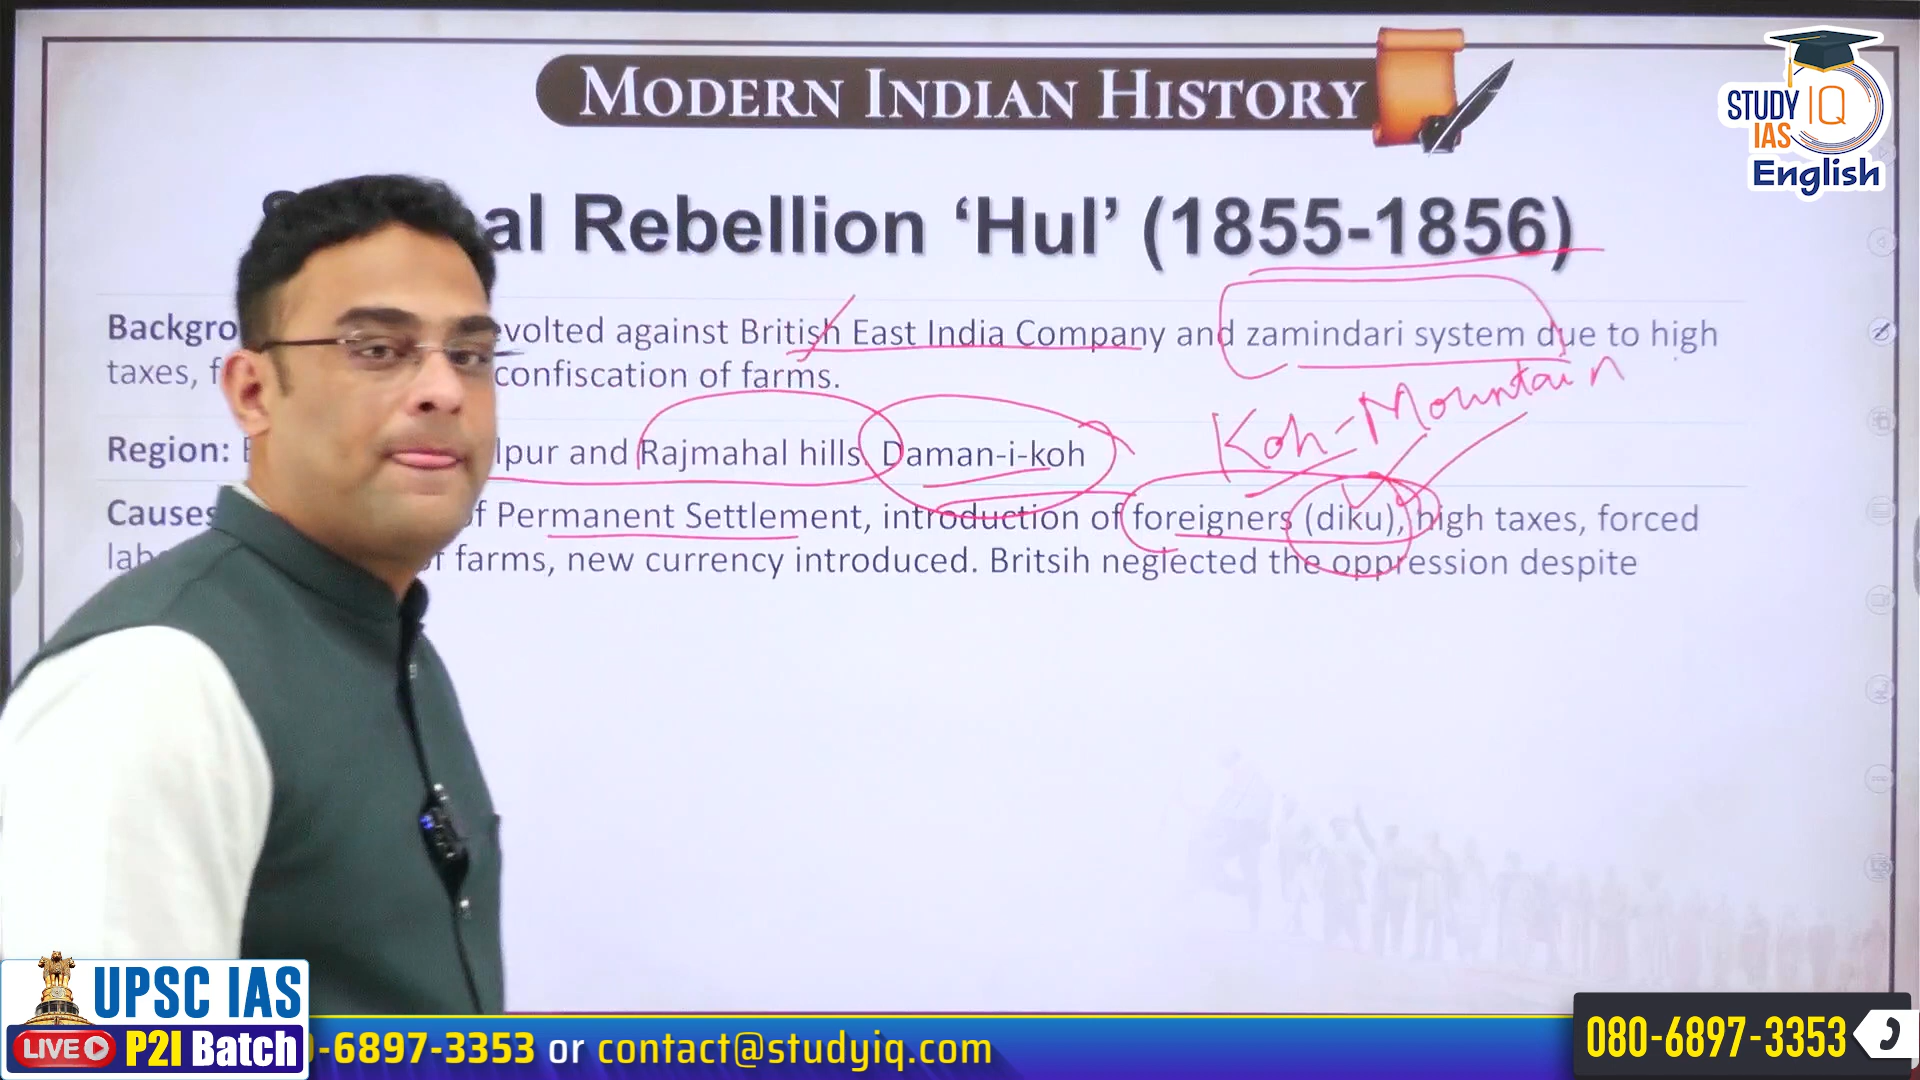 MODERN INDIAN HISTORY
STUDY IQ
IAS
English
al Rebellion ‘Hul’ (1855-1856)
evolted against British East India Company and zamindari system due to high
taxes, confiscation of farms.
Koh - Mountain
Region: lpur and Rajmahal hills Daman-i-koh
Causes of Permanent Settlement, introduction of foreigners (diku), high taxes, forced
farms, new currency introduced. Britsih neglected the oppression despite
UPSC IAS
LIVE P2I Batch
-6897-3353 or contact@studyiq.com
080-6897-3353